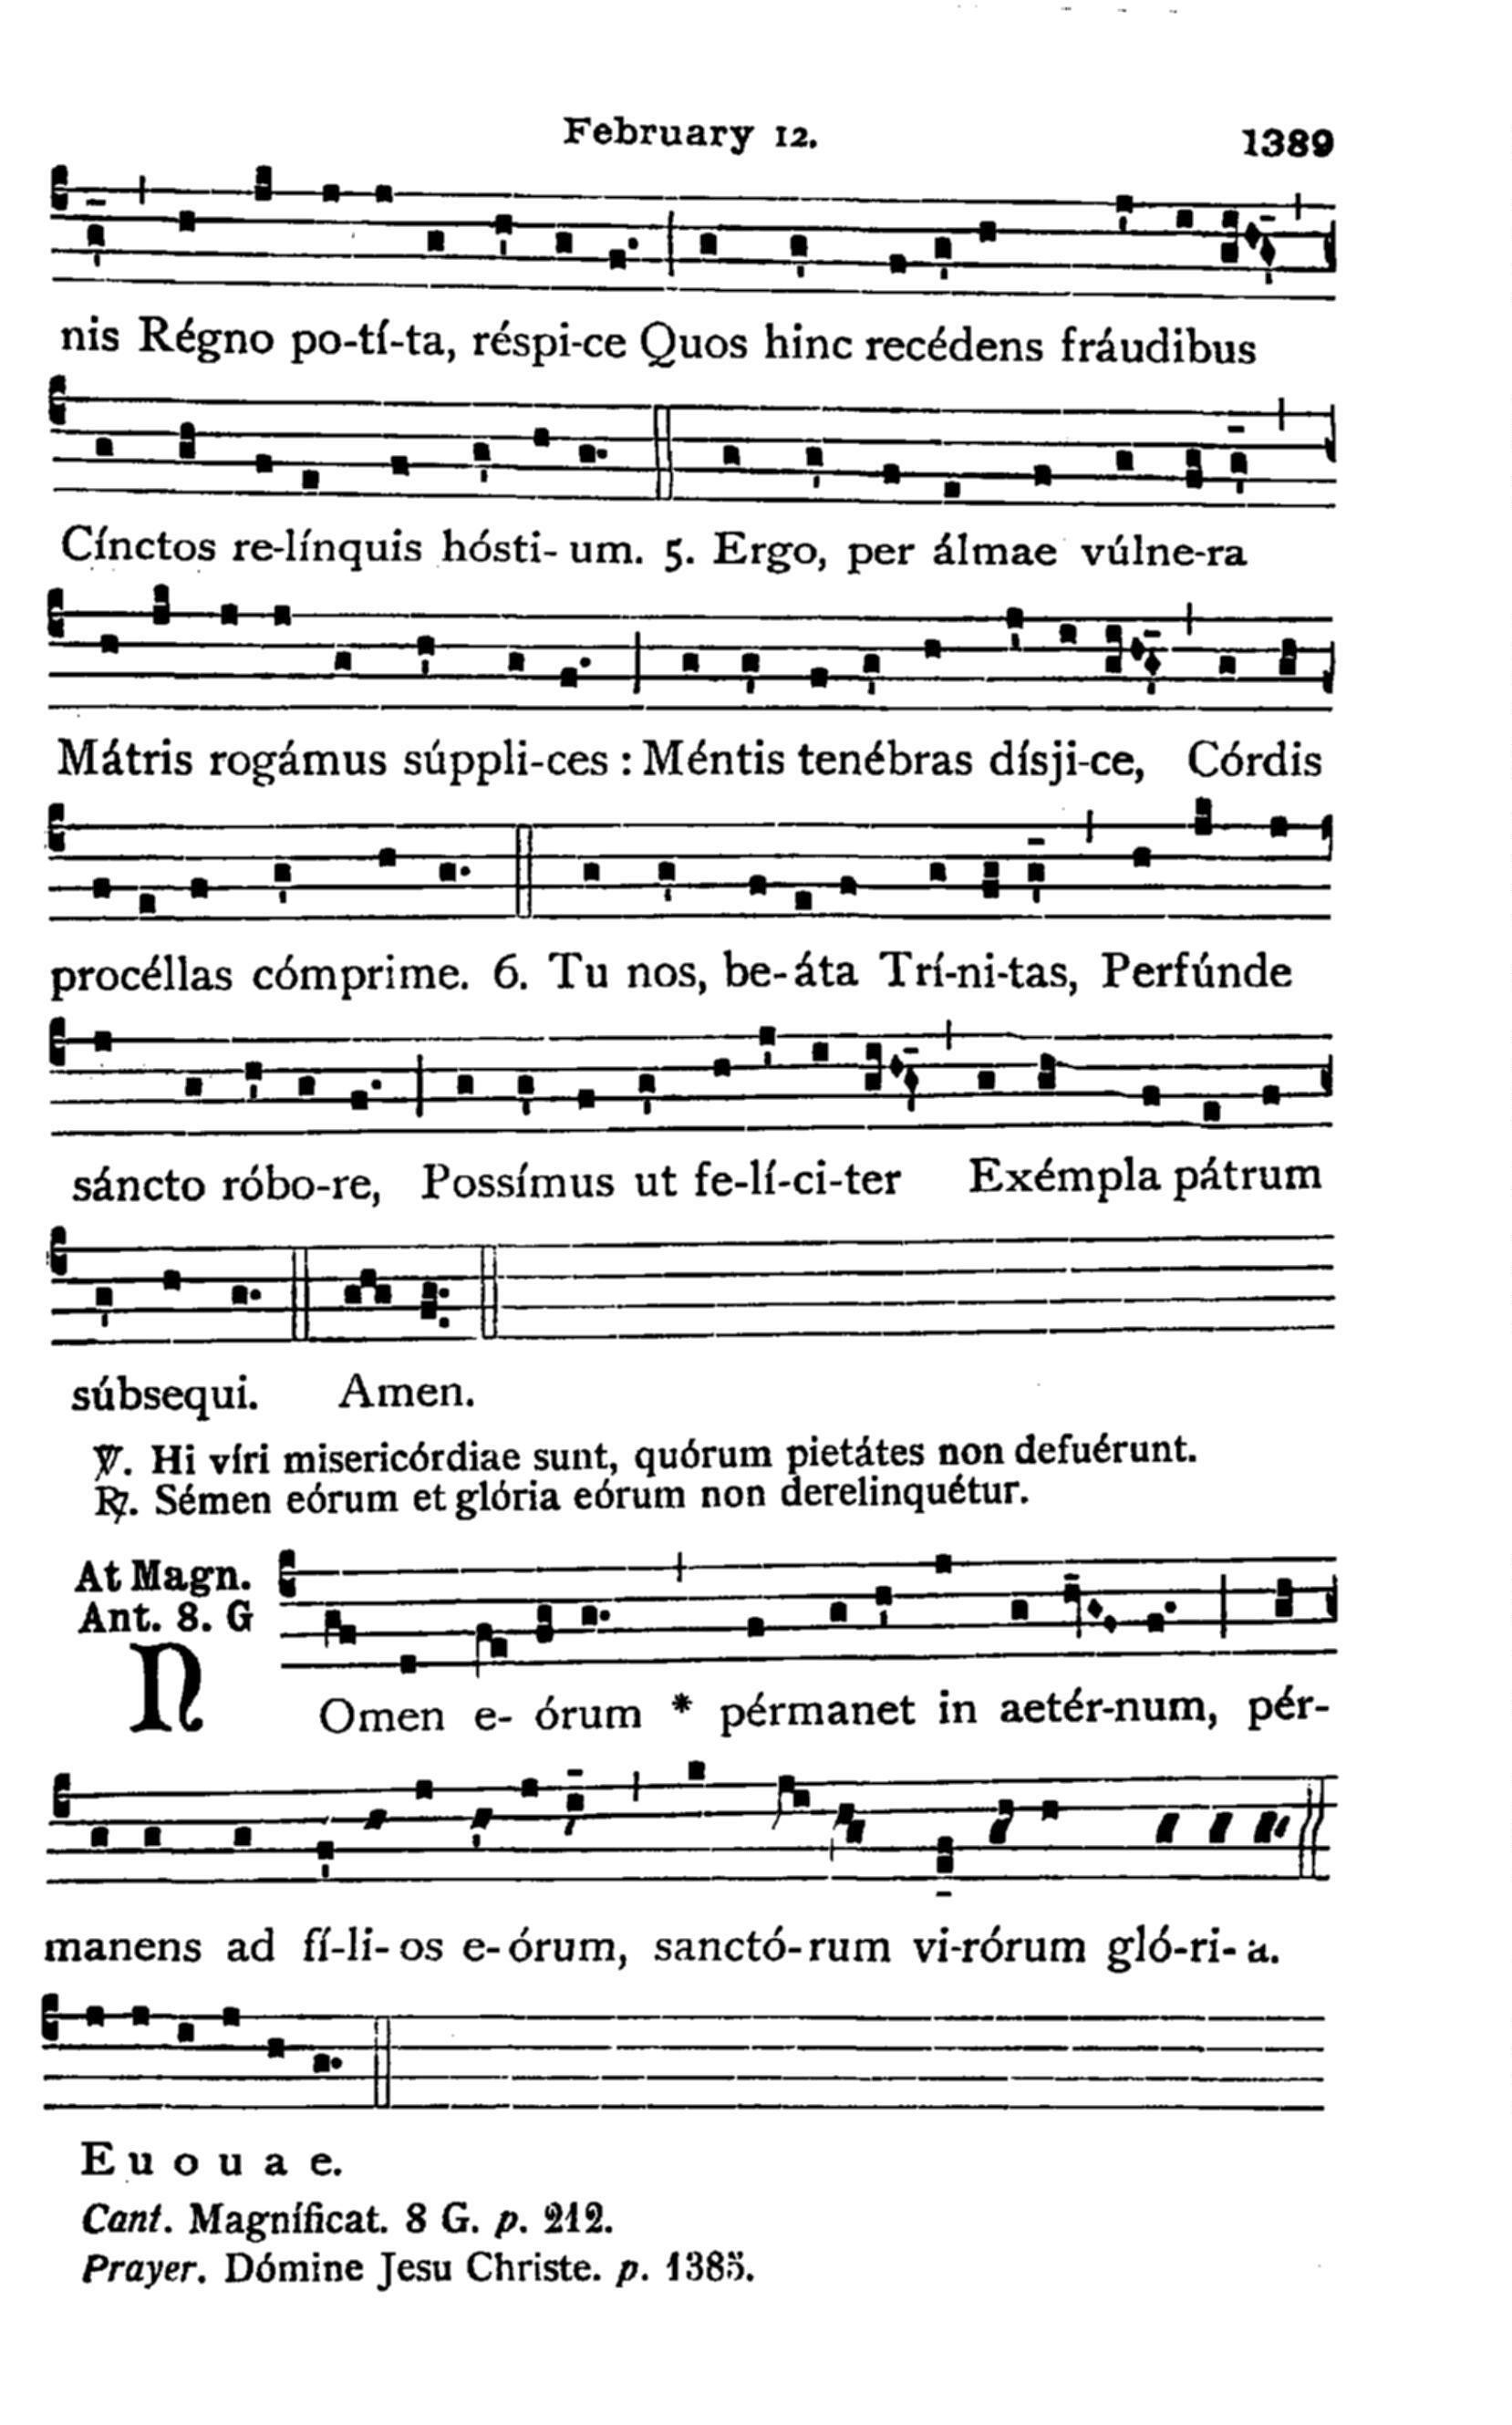 February 12. 1389
nis Régno po-tí-ta, réspi-ce Quos hinc recédens fráudibus
Cínctos re-línquis hósti- um. 5. Ergo, per álmae vúlne-ra
Mátris rogámus súppli-ces : Méntis tenébras dísji-ce, Córdis
procéllas cómprime. 6. Tu nos, be-áta Trí-ni-tas, Perfúnde
sáncto róbo-re, Possímus ut fe-lí-ci-ter Exémpla pátrum
súbsequi. Amen.
℣. Hi víri misericórdiae sunt, quórum pietátes non defuérunt.
℟. Sémen eórum et glória eórum non derelinquétur.
At Magn.
Ant. 8. G
NOmen e- órum * pérmanet in aetér-num, pér-
manens ad fí-li- os e- órum, sanctó- rum vi-rórum gló-ri- a.
E u o u a e.
Cant. Magníficat. 8 G. p. 212.
Prayer. Dómine Jesu Christe. p. 1385.